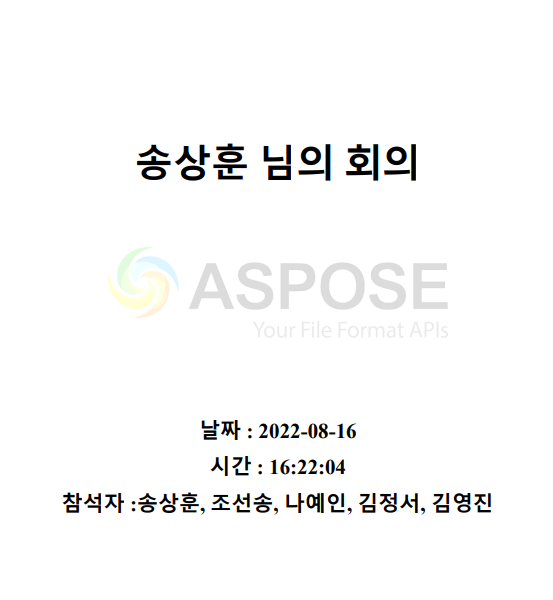 송상훈 님의 회의
ASPOSE
Your File Format APIs
날짜 : 2022-08-16
시간 : 16:22:04
참석자 :송상훈, 조선송, 나예인, 김정서, 김영진